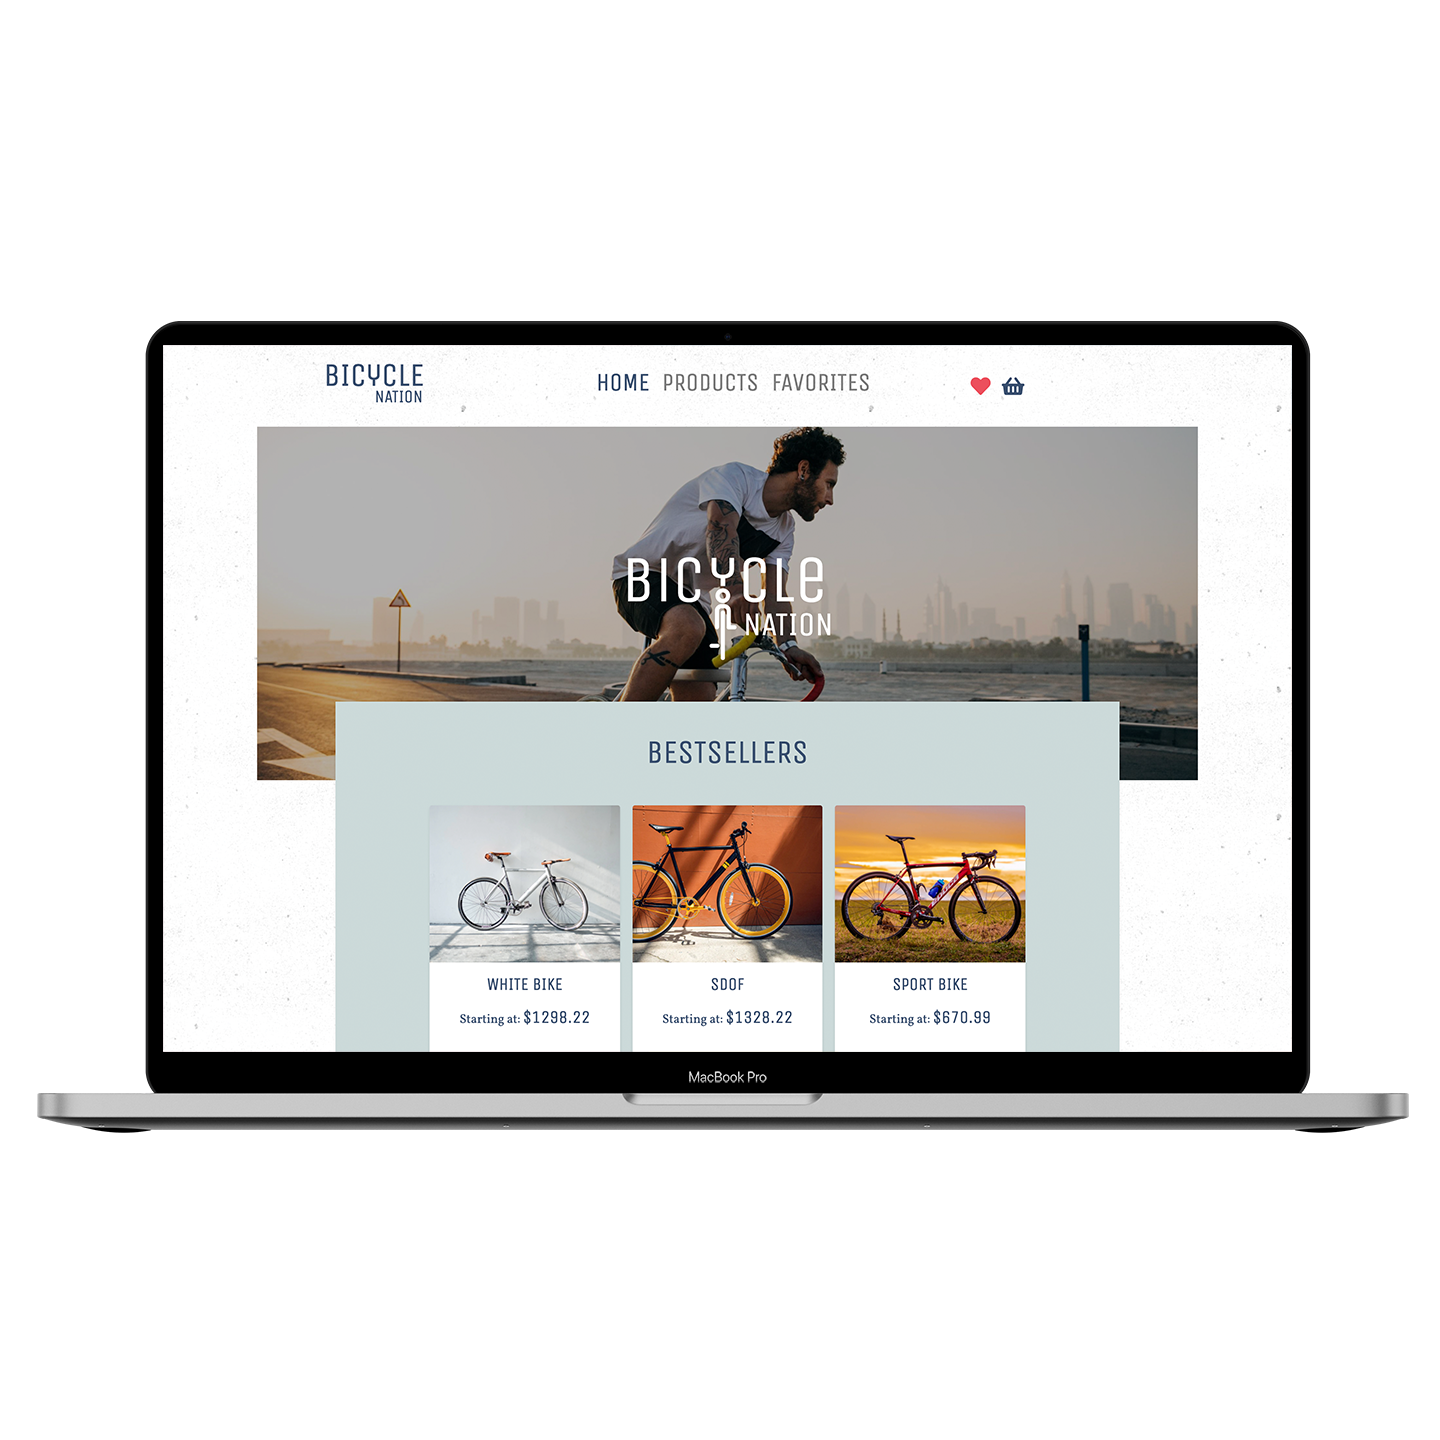 BICYCLE
NATION
HOME PRODUCTS FAVORITES
BICYCLE
NATION
BESTSELLERS
WHITE BIKE
Starting at: $1298.22
SDOF
Starting at: $1328.22
SPORT BIKE
Starting at: $670.99
MacBook Pro